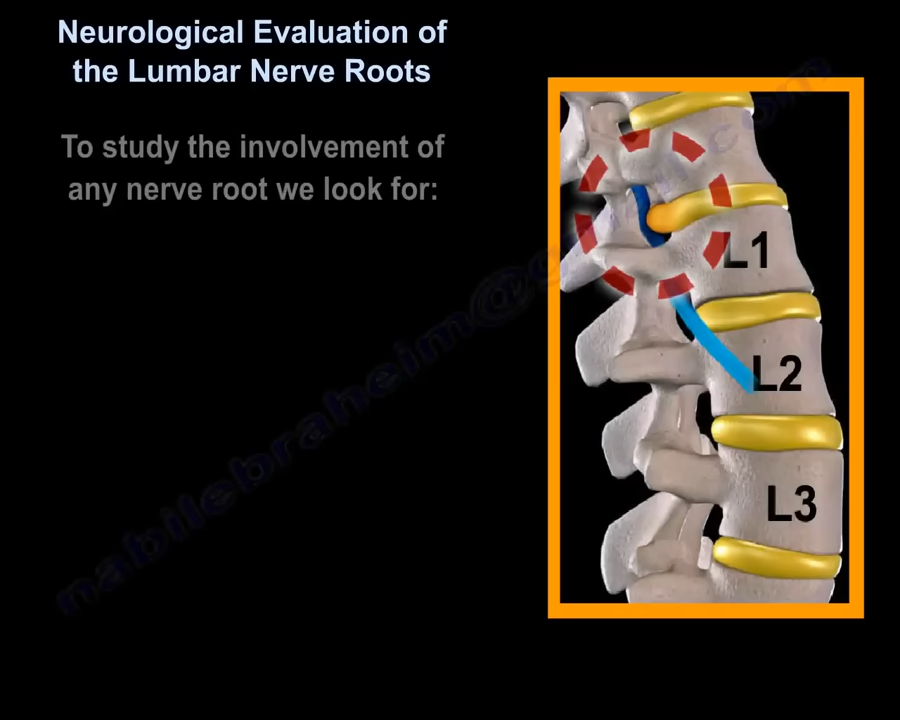 Neurological Evaluation of
the Lumbar Nerve Roots
To study the involvement of
any nerve root we look for:
L1
L2
L3